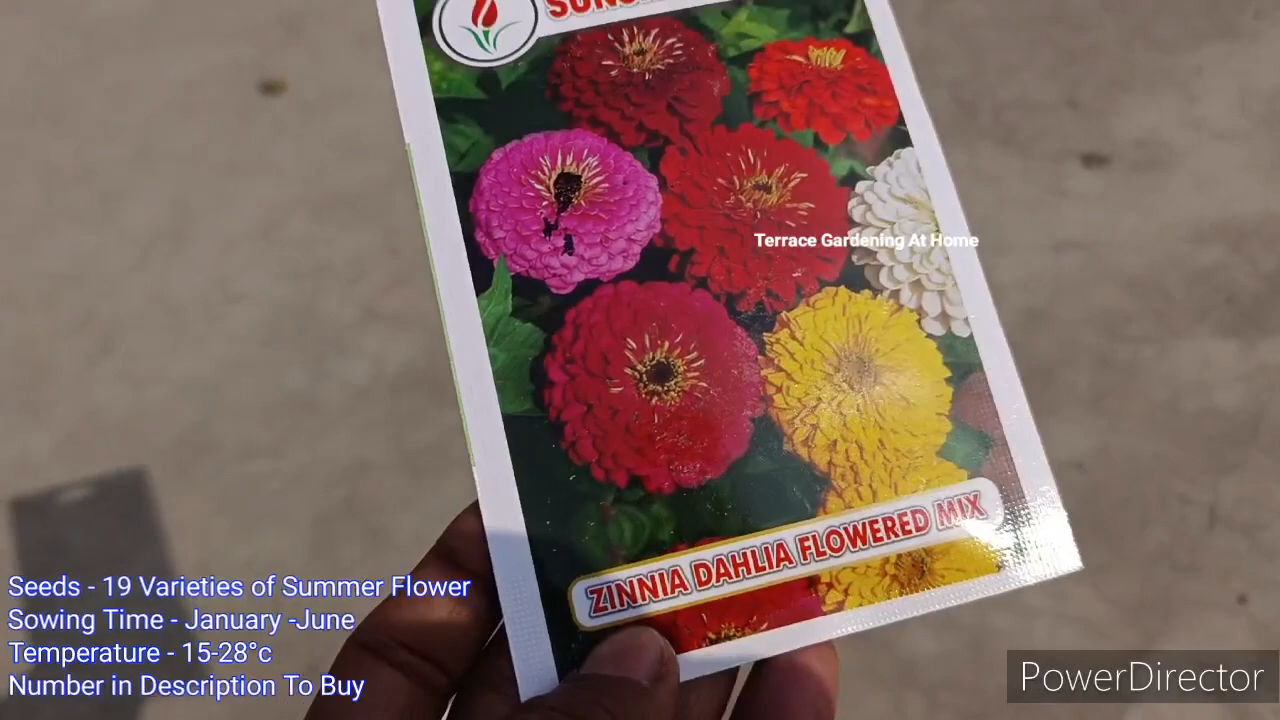 Terrace Gardening At Home
ZINNIA DAHLIA FLOWERED MIX
Seeds - 19 Varieties of Summer Flower
Sowing Time - January -June
Temperature - 15-28°c
Number in Description To Buy
PowerDirector